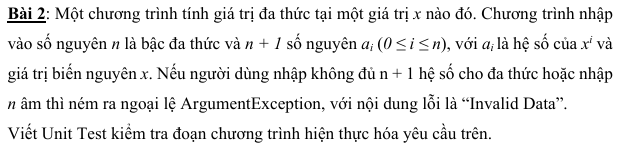 Bài 2: Một chương trình tính giá trị đa thức tại một giá trị x nào đó. Chương trình nhập
vào số nguyên n là bậc đa thức và n + 1 số nguyên aᵢ (0 ≤ i ≤ n), với aᵢ là hệ số của xⁱ và
giá trị biến nguyên x. Nếu người dùng nhập không đủ n + 1 hệ số cho đa thức hoặc nhập
n âm thì ném ra ngoại lệ ArgumentException, với nội dung lỗi là “Invalid Data”.
Viết Unit Test kiểm tra đoạn chương trình hiện thực hóa yêu cầu trên.